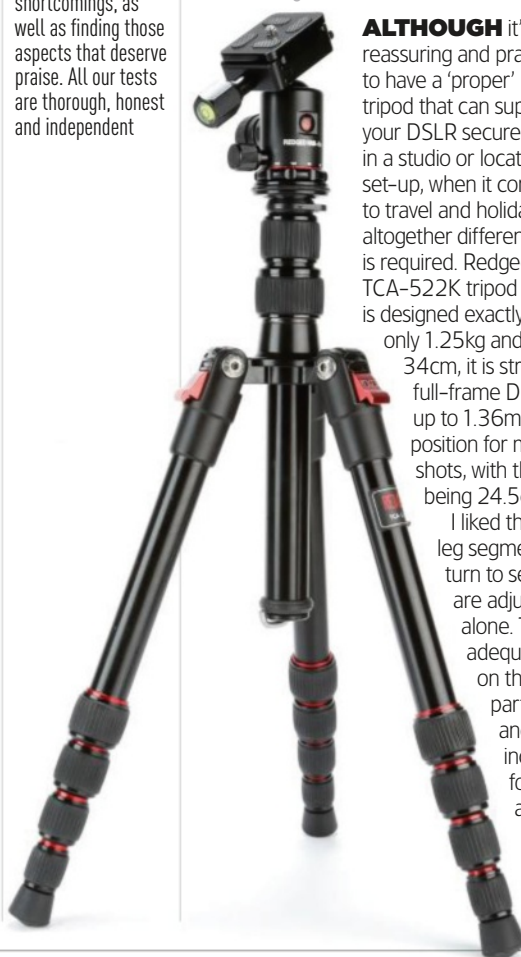 shortcomings, as
well as finding those
aspects that deserve
praise. All our tests
are thorough, honest
and independent
ALTHOUGH it'
reassuring and pra
to have a 'proper'
tripod that can sup
your DSLR secure
in a studio or locat
set-up, when it cor
to travel and holida
altogether differen
is required. Redge
TCA-522K tripod
is designed exactly
only 1.25kg and
34cm, it is str
full-frame D
up to 1.36m
position for n
shots, with th
being 24.5
I liked th
leg segme
turn to se
are adju
alone. T
adequ
on th
part
and
inc
fo
a